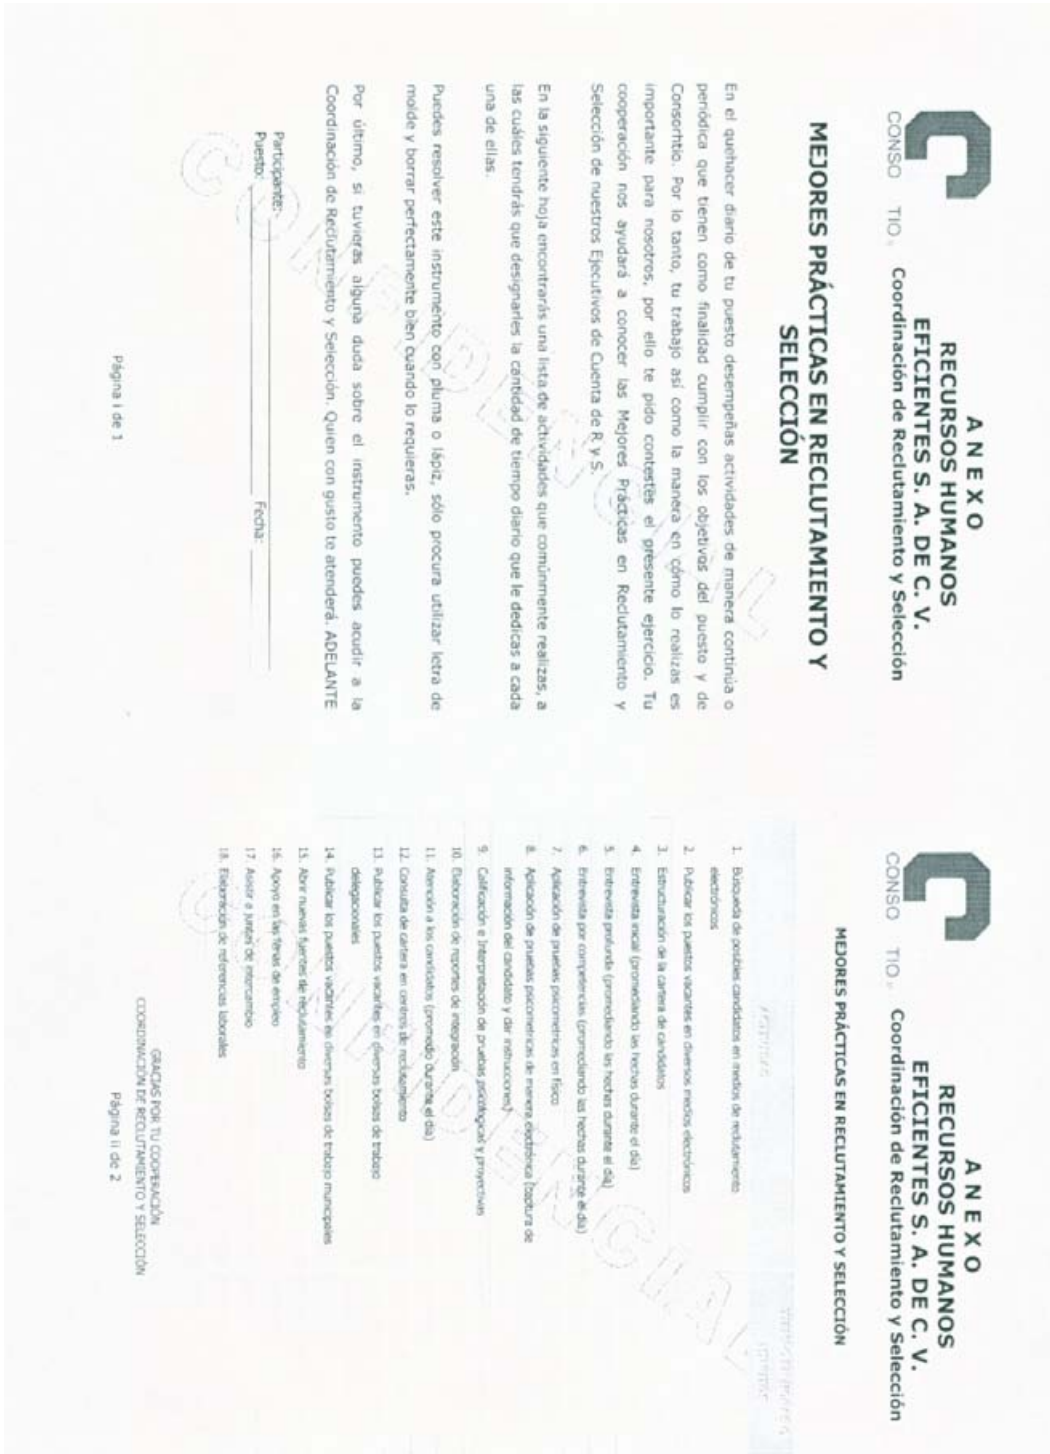 A N E X O
RECURSOS HUMANOS
EFICIENTES S. A. DE C. V.
CONSO TIO® Coordinación de Reclutamiento y Selección
MEJORES PRÁCTICAS EN RECLUTAMIENTO Y
SELECCIÓN
En el quehacer diario de tu puesto desempeñas actividades de manera continúa o
periódica que tienen como finalidad cumplir con los objetivos del puesto y de
Consorhtio. Por lo tanto, tu trabajo así como la manera en cómo lo realizas es
importante para nosotros, por ello te pido contestes el presente ejercicio. Tu
cooperación nos ayudará a conocer las Mejores Prácticas en Reclutamiento y
Selección de nuestros Ejecutivos de Cuenta de R y S.
En la siguiente hoja encontrarás una lista de actividades que comúnmente realizas, a
las cuáles tendrás que designarles la cantidad de tiempo diario que le dedicas a cada
una de ellas.
Puedes resolver este instrumento con pluma o lápiz, sólo procura utilizar letra de
molde y borrar perfectamente bien cuando lo requieras.
Por último, si tuvieras alguna duda sobre el instrumento puedes acudir a la
Coordinación de Reclutamiento y Selección. Quien con gusto te atenderá. ADELANTE
Participante:
Puesto: Fecha:
CONFIDENCIAL
Página i de 1
A N E X O
RECURSOS HUMANOS
EFICIENTES S. A. DE C. V.
CONSO TIO® Coordinación de Reclutamiento y Selección
MEJORES PRÁCTICAS EN RECLUTAMIENTO Y SELECCIÓN
1. Búsqueda de posibles candidatos en medios de reclutamiento
electrónicos
2. Publicar los puestos vacantes en diversos medios electrónicos
3. Estructuración de la cartera de candidatos
4. Entrevista inicial (promediando las hechas durante el día)
5. Entrevista profunda (promediando las hechas durante el día)
6. Entrevista por competencias (promediando las hechas durante el día)
7. Aplicación de pruebas psicométricas en físico
8. Aplicación de pruebas psicométricas de manera electrónica (captura de
información del candidato y dar instrucciones)
9. Calificación e Interpretación de pruebas psicológicas y proyectivas
10. Elaboración de reportes de integración
11. Atención a los candidatos (promedio durante el día)
12. Consulta de cartera en centros de reclutamiento
13. Publicar los puestos vacantes en diversas bolsas de trabajo
delegacionales
14. Publicar los puestos vacantes en diversas bolsas de trabajo municipales
15. Abrir nuevas fuentes de reclutamiento
16. Apoyo en las ferias de empleo
17. Asistir a juntas de intercambio
18. Elaboración de referencias laborales
CONFIDENCIAL
GRACIAS POR TU COOPERACIÓN
COORDINACIÓN DE RECLUTAMIENTO Y SELECCIÓN
Página ii de 2